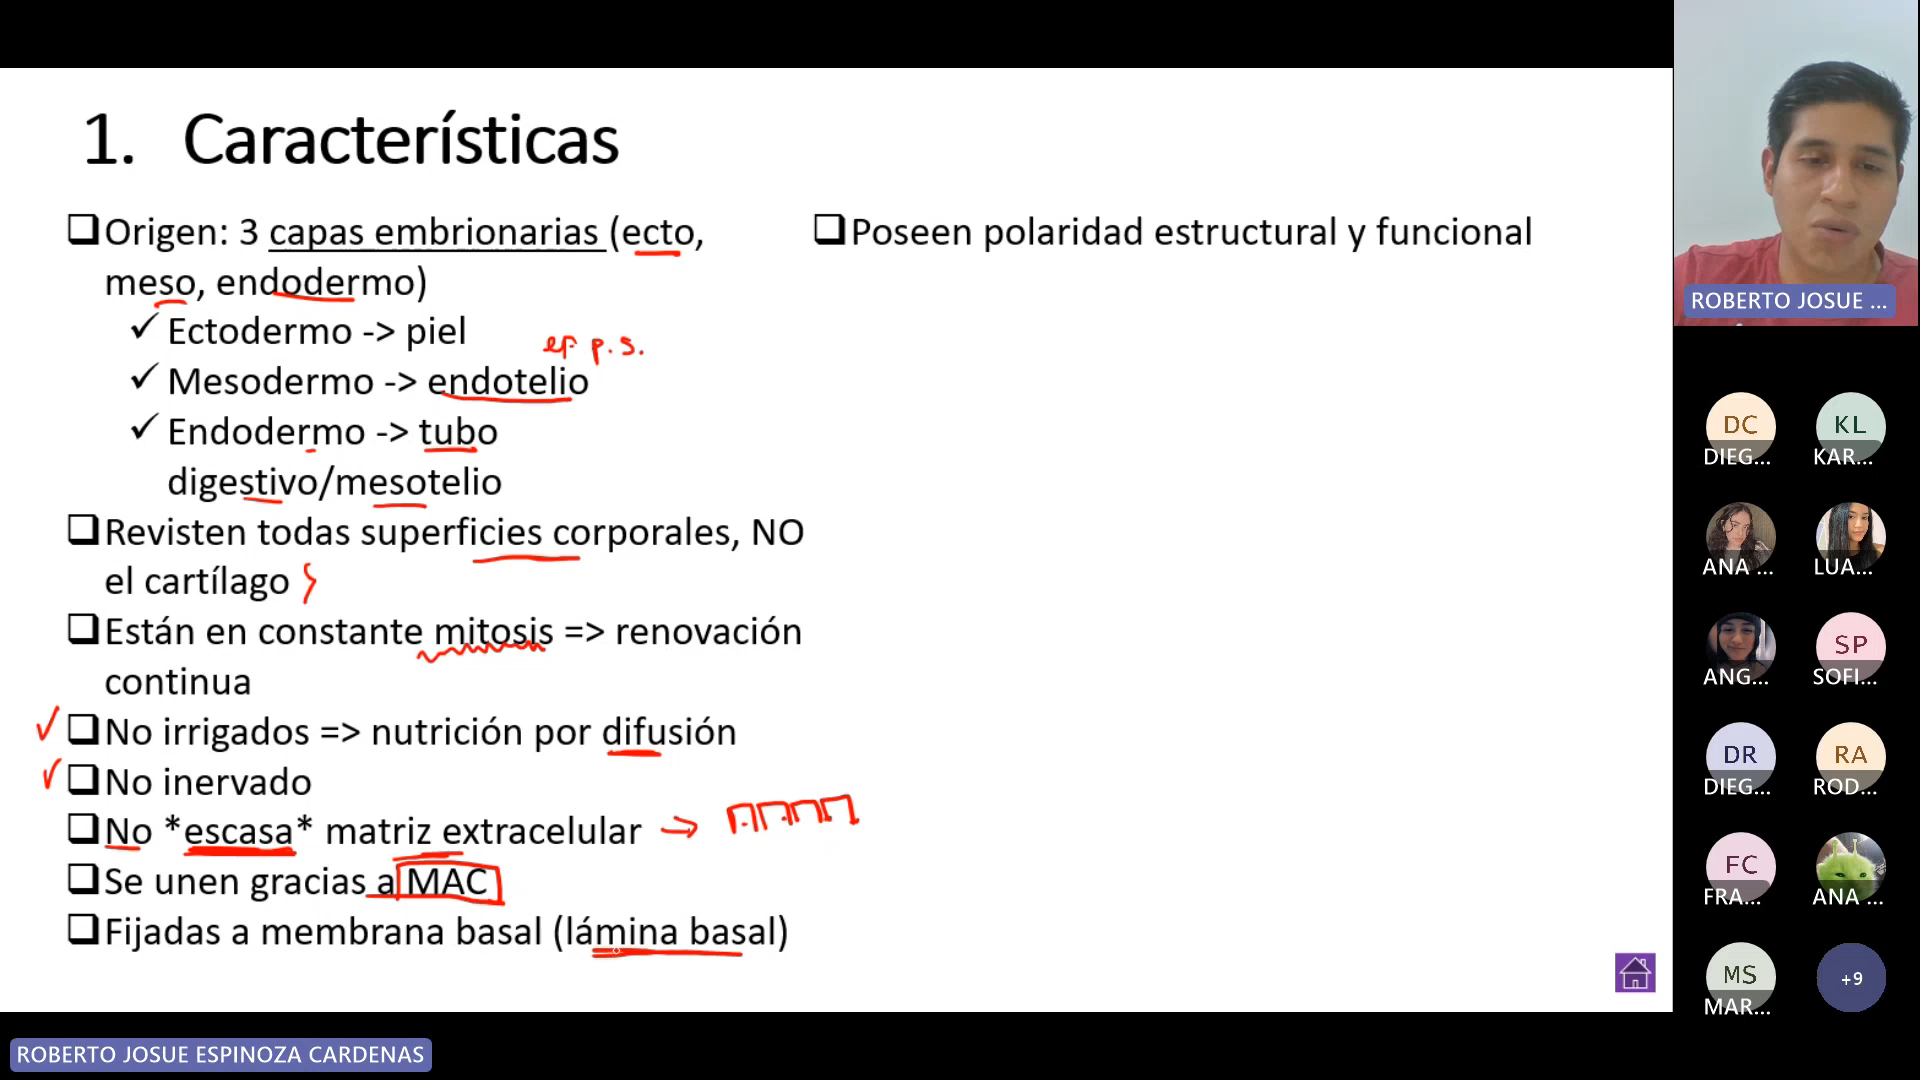 1. Características
Origen: 3 capas embrionarias (ecto,
meso, endodermo)
Ectodermo -> piel
ef p.s.
Mesodermo -> endotelio
Endodermo -> tubo
digestivo/mesotelio
Revisten todas superficies corporales, NO
el cartílago
Están en constante mitosis => renovación
continua
No irrigados => nutrición por difusión
No inervado
No *escasa* matriz extracelular
Se unen gracias a MAC
Fijadas a membrana basal (lámina basal)
Poseen polaridad estructural y funcional
ROBERTO JOSUE ...
DC
DIEG...
KL
KAR...
ANA ...
LUA...
ANG...
SP
SOFI...
DR
DIEG...
RA
ROD...
FC
FRA...
ANA ...
MS
MAR...
+9
ROBERTO JOSUE ESPINOZA CARDENAS